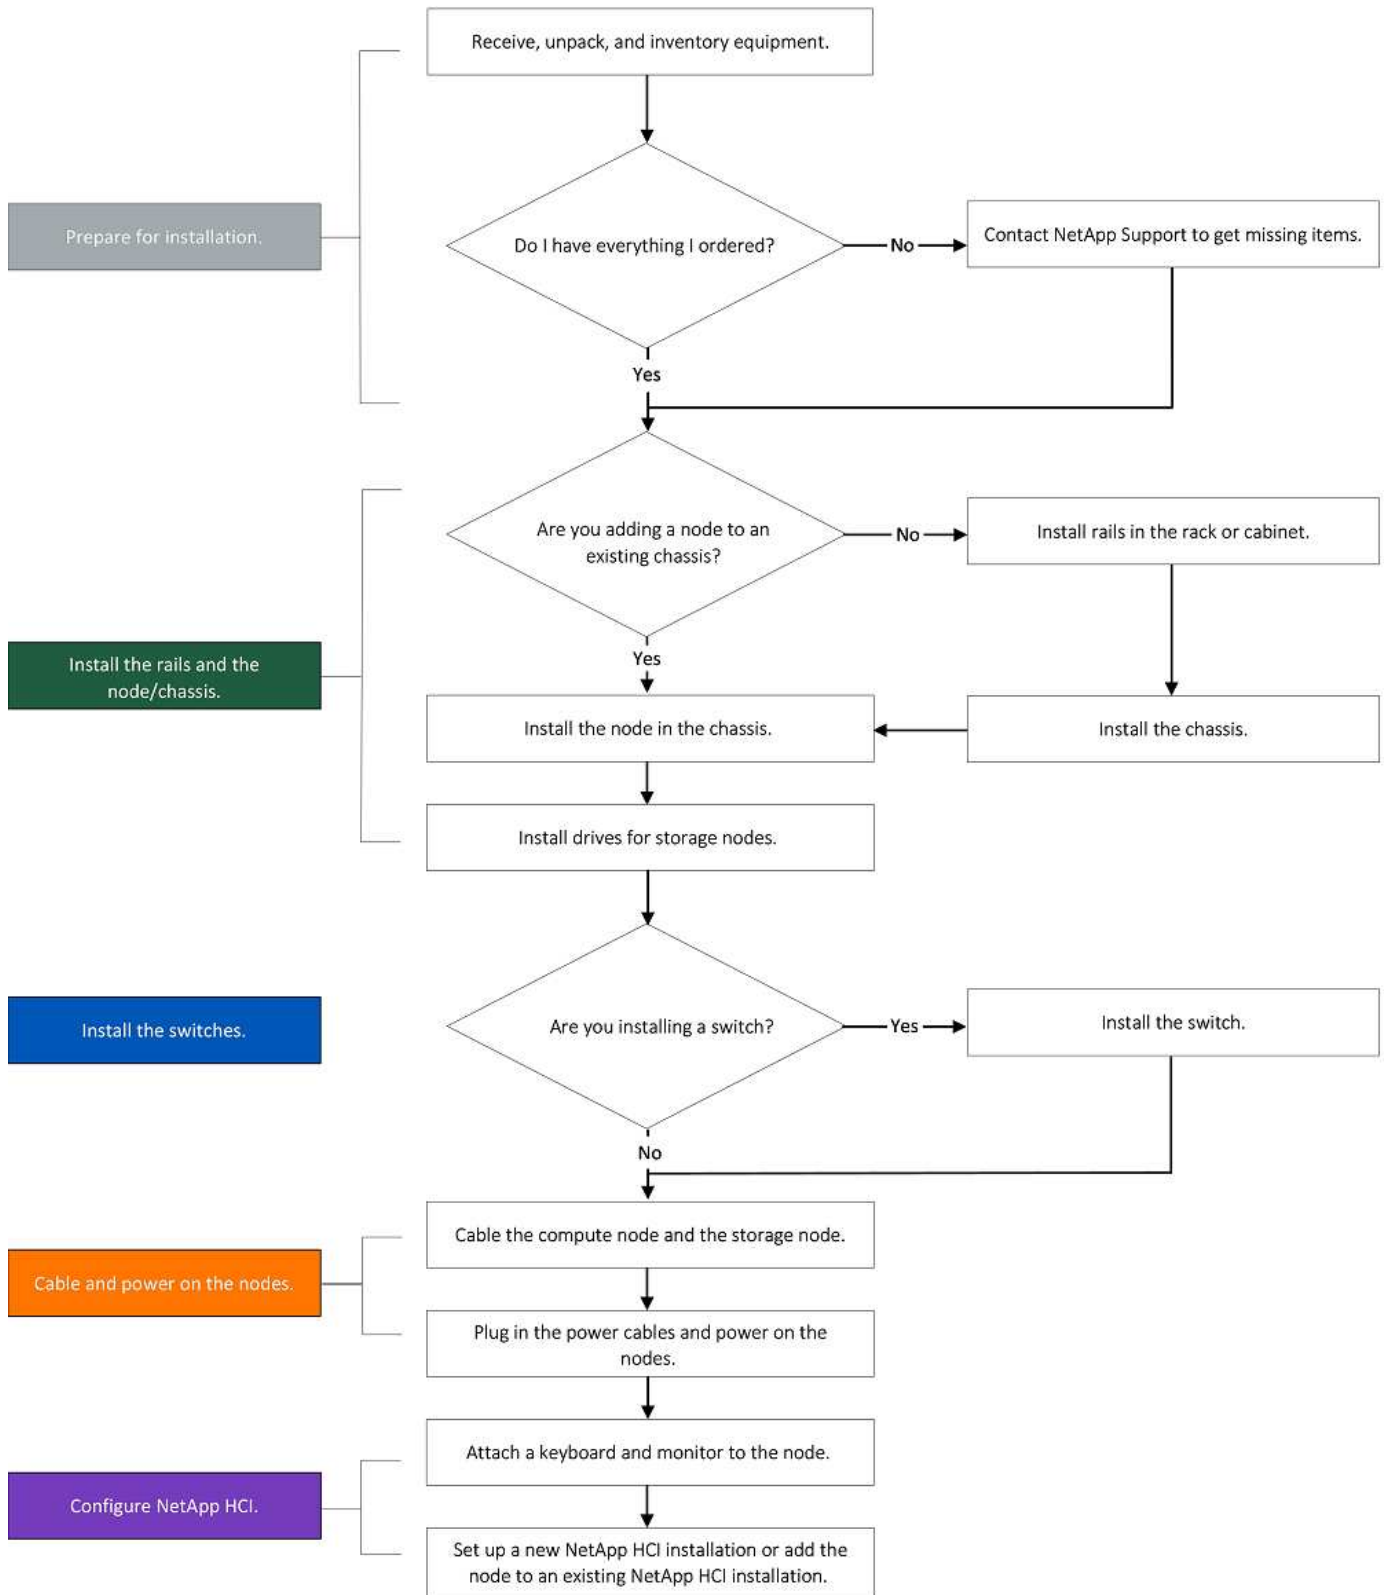 Receive, unpack, and inventory equipment.
Prepare for installation.
Do I have everything I ordered?
No
Contact NetApp Support to get missing items.
Yes
Are you adding a node to an
existing chassis?
No
Install rails in the rack or cabinet.
Yes
Install the rails and the
node/chassis.
Install the node in the chassis.
Install the chassis.
Install drives for storage nodes.
Install the switches.
Are you installing a switch?
Yes
Install the switch.
No
Cable the compute node and the storage node.
Cable and power on the nodes.
Plug in the power cables and power on the
nodes.
Attach a keyboard and monitor to the node.
Configure NetApp HCI.
Set up a new NetApp HCI installation or add the
node to an existing NetApp HCI installation.